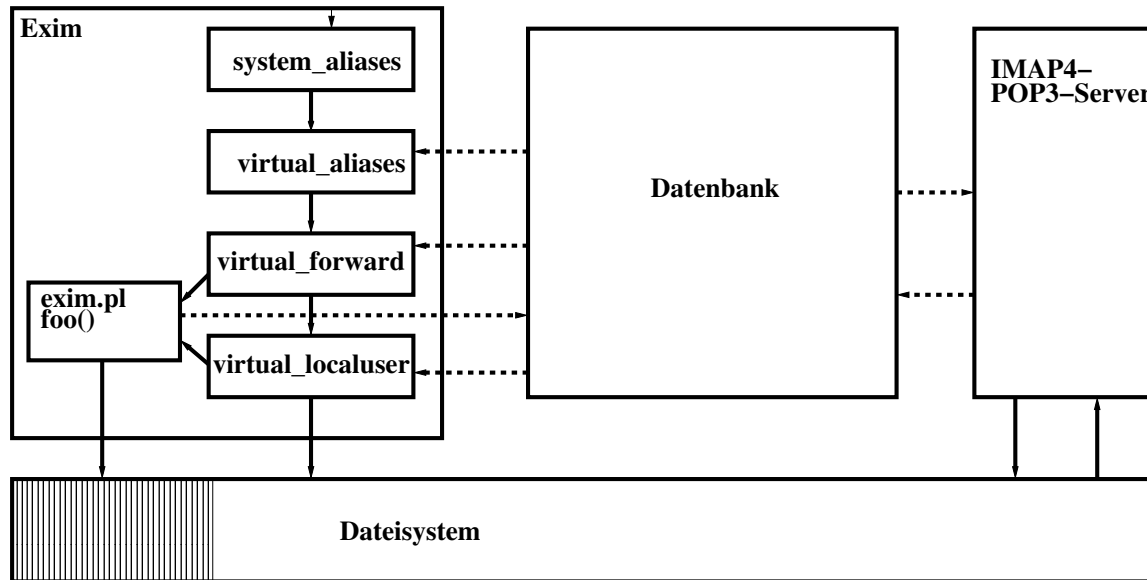 Exim
system_aliases
virtual_aliases
virtual_forward
exim.pl
foo()
virtual_localuser
Datenbank
IMAP4–
POP3–Server
Dateisystem